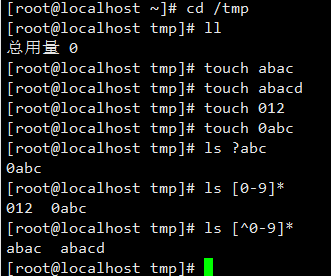 [root@localhost ~]# cd /tmp
[root@localhost tmp]# ll
总用量 0
[root@localhost tmp]# touch abac
[root@localhost tmp]# touch abacd
[root@localhost tmp]# touch 012
[root@localhost tmp]# touch 0abc
[root@localhost tmp]# ls ?abc
0abc
[root@localhost tmp]# ls [0-9]*
012  0abc
[root@localhost tmp]# ls [^0-9]*
abac  abacd
[root@localhost tmp]#